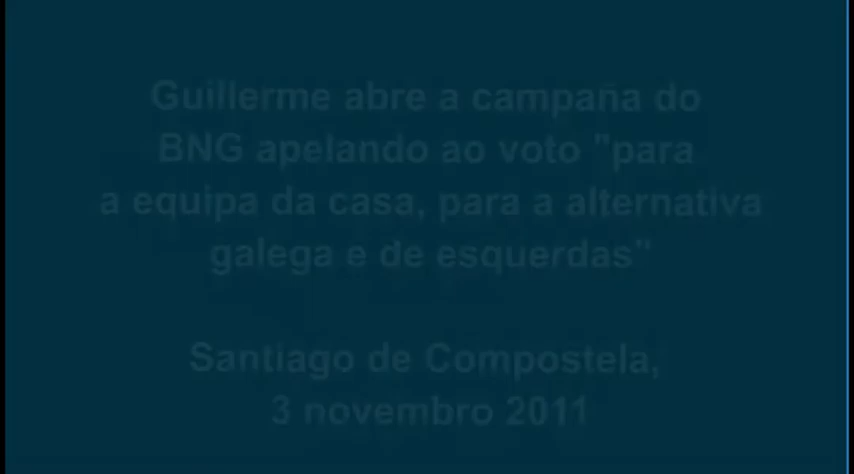 Guillerme abre a campaña do
BNG apelando ao voto "para
a equipa da casa, para a alternativa
galega e de esquerdas"
Santiago de Compostela,
3 novembro 2011